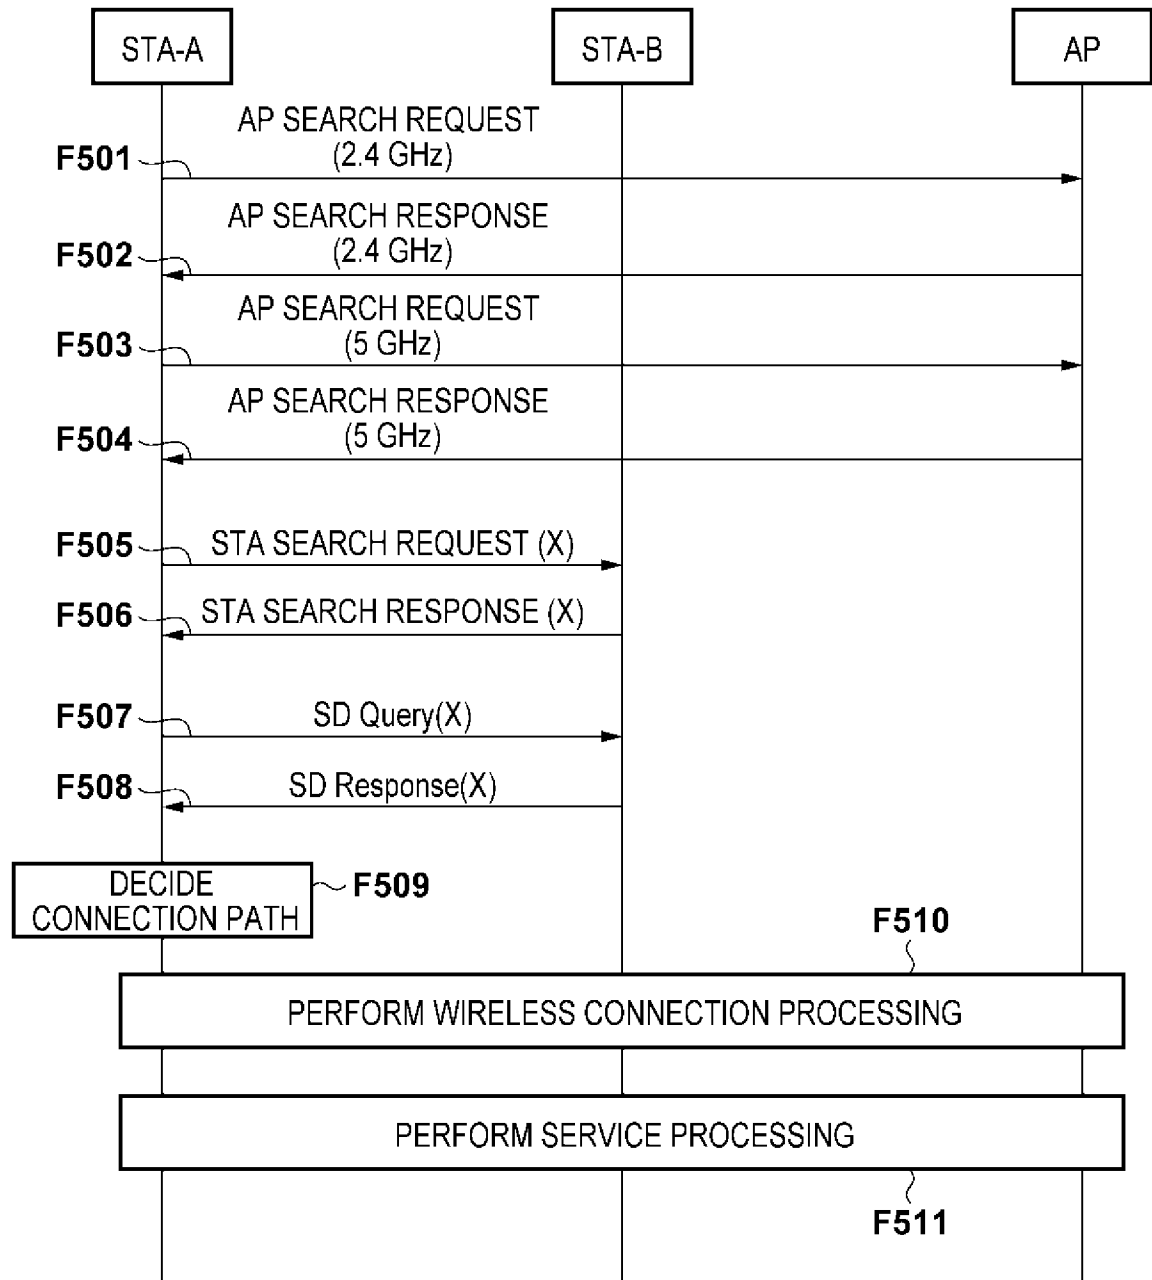 STA-A
STA-B
AP
AP SEARCH REQUEST
(2.4 GHz)
F501
AP SEARCH RESPONSE
(2.4 GHz)
F502
AP SEARCH REQUEST
(5 GHz)
F503
AP SEARCH RESPONSE
(5 GHz)
F504
F505
STA SEARCH REQUEST (X)
F506
STA SEARCH RESPONSE (X)
F507
SD Query(X)
F508
SD Response(X)
DECIDE
CONNECTION PATH
F509
F510
PERFORM WIRELESS CONNECTION PROCESSING
PERFORM SERVICE PROCESSING
F511